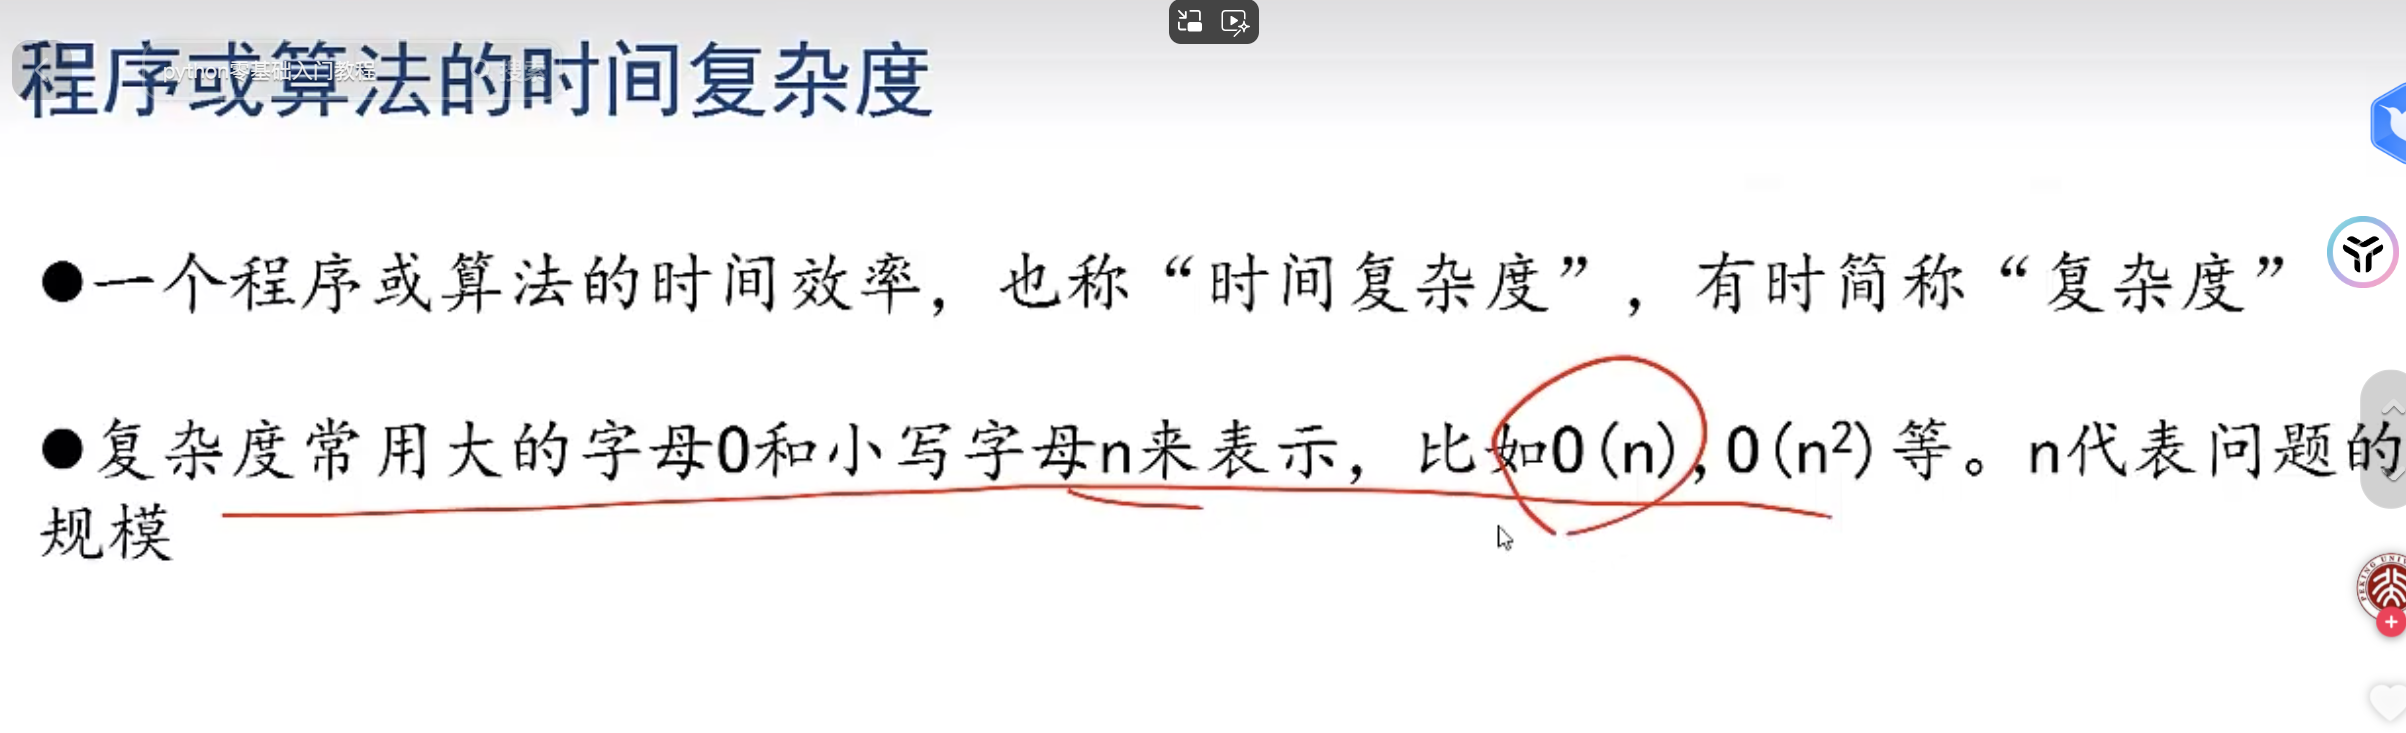 程序或算法的时间复杂度
python零基础入门教程
搜索
●一个程序或算法的时间效率，也称“时间复杂度”，有时简称“复杂度”
●复杂度常用大的字母O和小写字母n来表示，比如O(n),O(n²)等。n代表问题的
规模